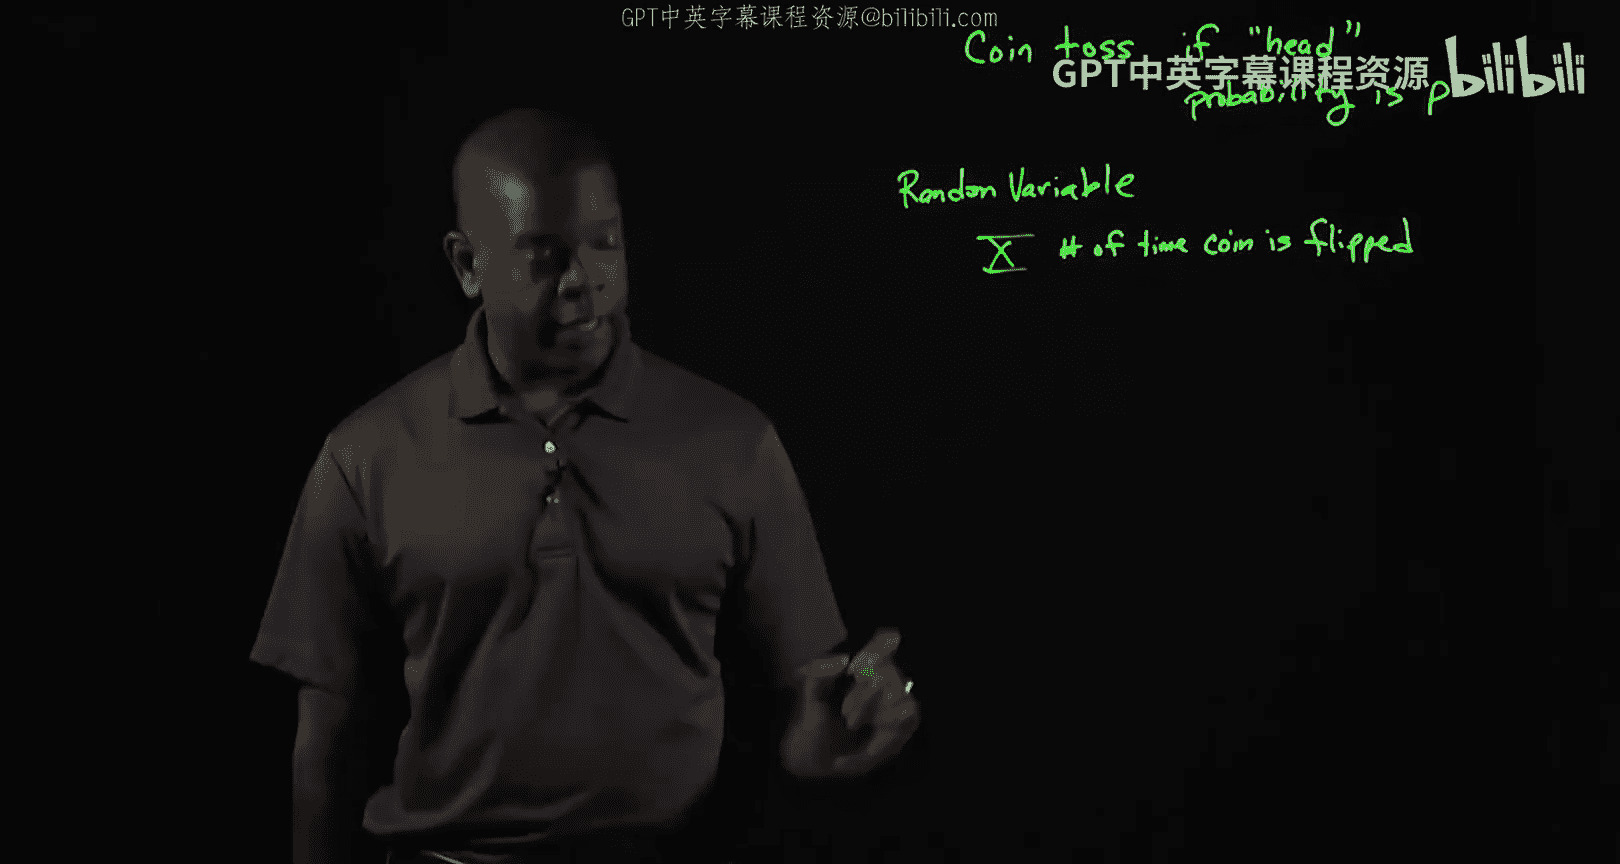 GPT中英字幕课程资源@bilibili.com
Coin toss if "head"
GPT中英字幕课程资源 bilibili
probability is p
Random Variable
X # of time coin is flipped